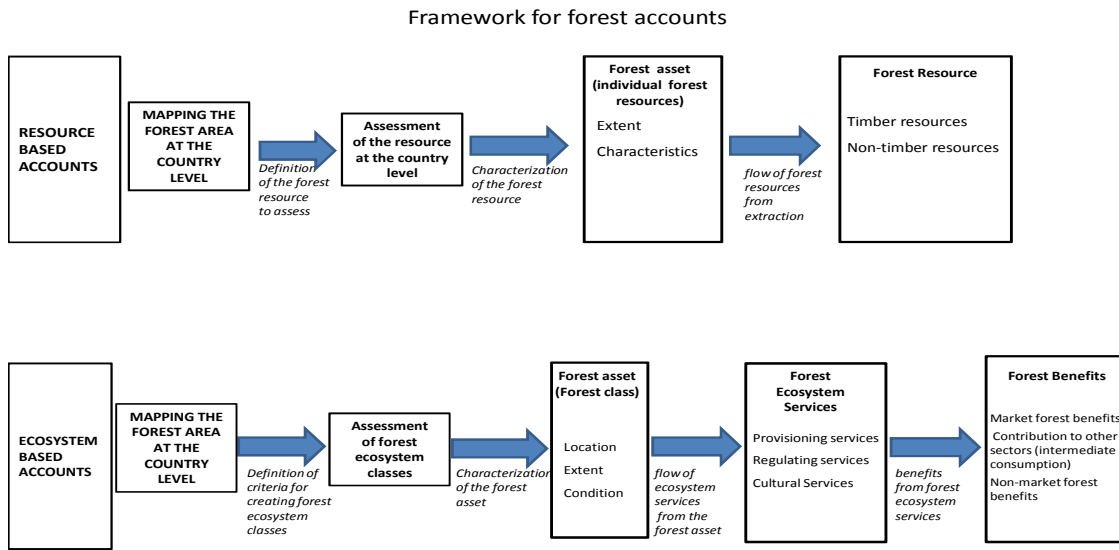 Framework for forest accounts
RESOURCE
BASED
ACCOUNTS
MAPPING THE
FOREST AREA
AT THE
COUNTRY
LEVEL
Definition
of the forest
resource
to assess
Assessment
of the resource
at the country
level
Characterization
of the forest
resource
Forest asset
(individual forest
resources)
Extent
Characteristics
flow of forest
resources
from
extraction
Forest Resource
Timber resources
Non-timber resources
ECOSYSTEM
BASED
ACCOUNTS
MAPPING THE
FOREST AREA
AT THE
COUNTRY
LEVEL
Definition of
criteria for
creating forest
ecosystem
classes
Assessment
of forest
ecosystem
classes
Characterization
of the forest
asset
Forest asset
(Forest class)
Location
Extent
Condition
flow of
ecosystem
services
from the
forest asset
Forest
Ecosystem
Services
Provisioning services
Regulating services
Cultural Services
benefits
from forest
ecosystem
services
Forest Benefits
Market forest benefits
Contribution to other
sectors (intermediate
consumption)
Non-market forest
benefits